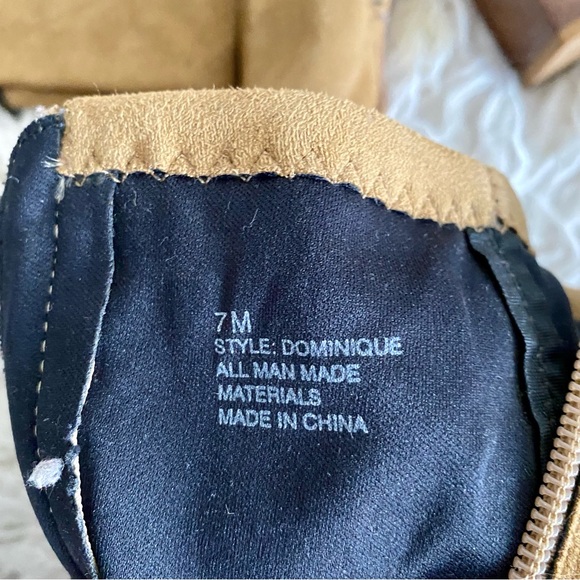 7M
STYLE: DOMINIQUE
ALL MAN MADE
MATERIALS
MADE IN CHINA